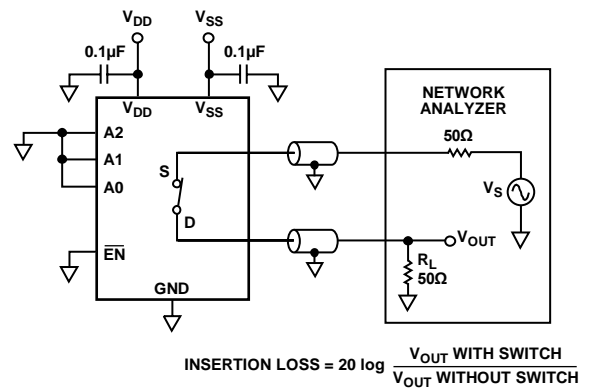 VDD VSS
0.1µF 0.1µF
VDD VSS
A2
A1
A0
EN
GND
S
D
NETWORK
ANALYZER
50Ω
VS
VOUT
RL
50Ω
INSERTION LOSS = 20 log VOUT WITH SWITCH
VOUT WITHOUT SWITCH